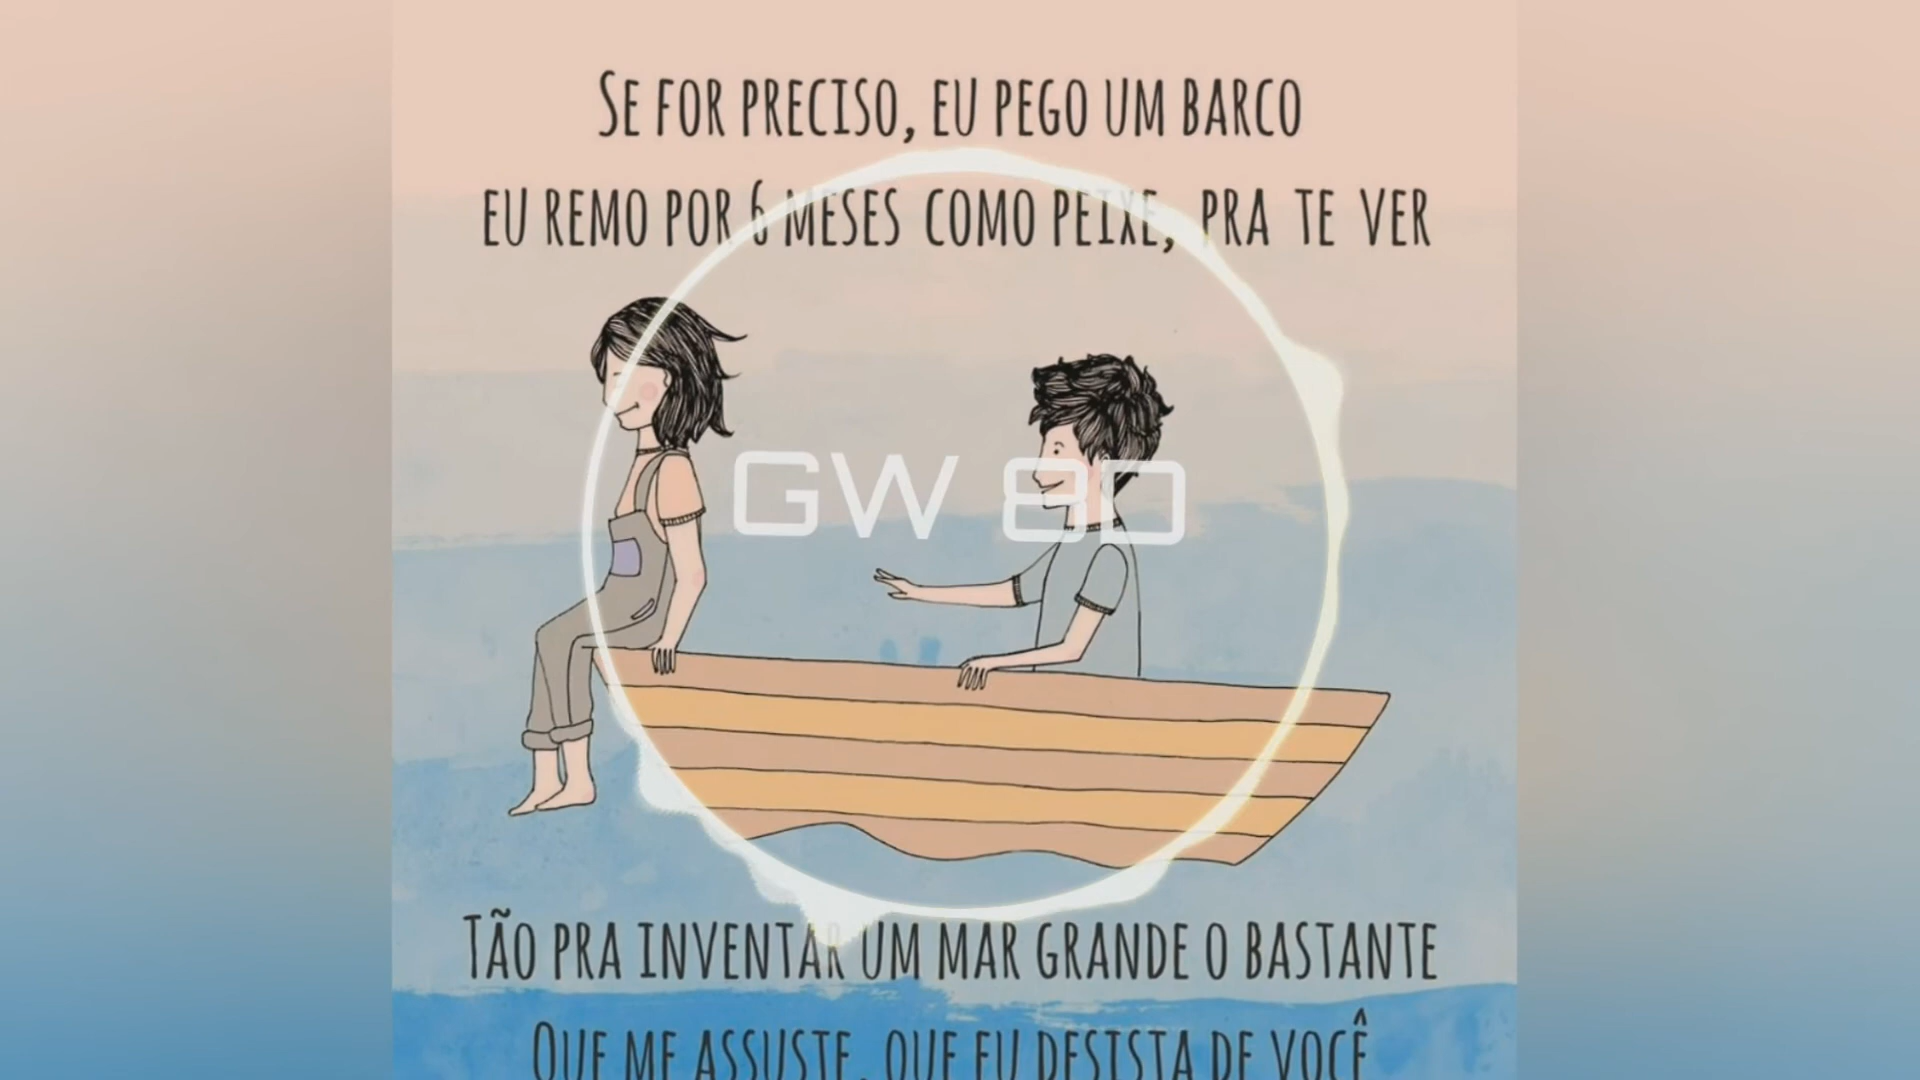 SE FOR PRECISO, EU PEGO UM BARCO
EU REMO POR 6 MESES COMO PEIXE, PRA TE VER
GW 8D
TÃO PRA INVENTAR UM MAR GRANDE O BASTANTE
QUE ME ASSUSTE, QUE EU DESISTA DE VOCÊ